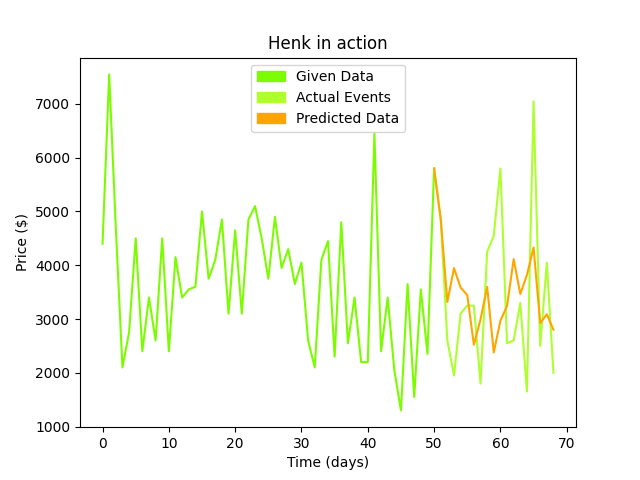 Henk in action
Given Data
Actual Events
Predicted Data
Price ($)
7000
6000
5000
4000
3000
2000
1000
0 10 20 30 40 50 60 70
Time (days)